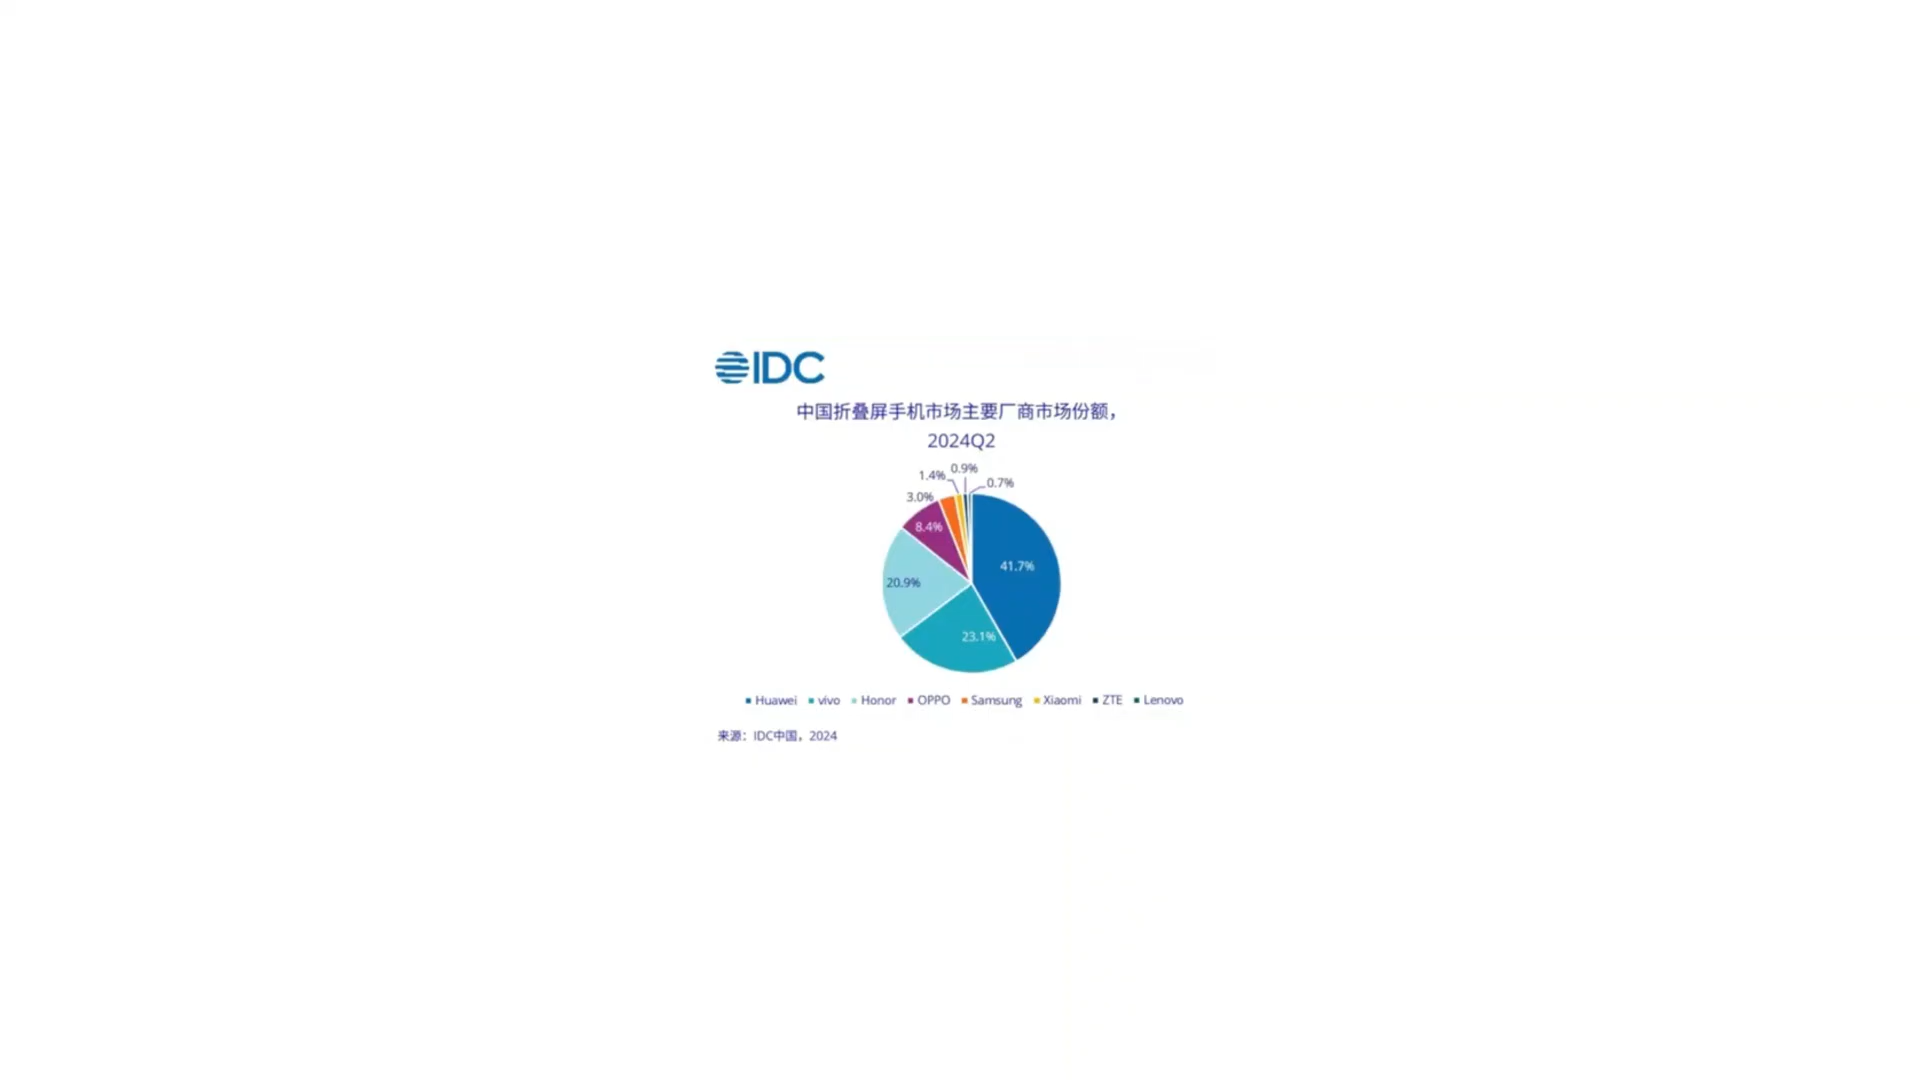 IDC
中国折叠屏手机市场主要厂商市场份额，
2024Q2
0.9%
1.4%
0.7%
3.0%
8.4%
41.7%
20.9%
23.1%
Huawei vivo Honor OPPO Samsung Xiaomi ZTE Lenovo
来源：IDC中国，2024